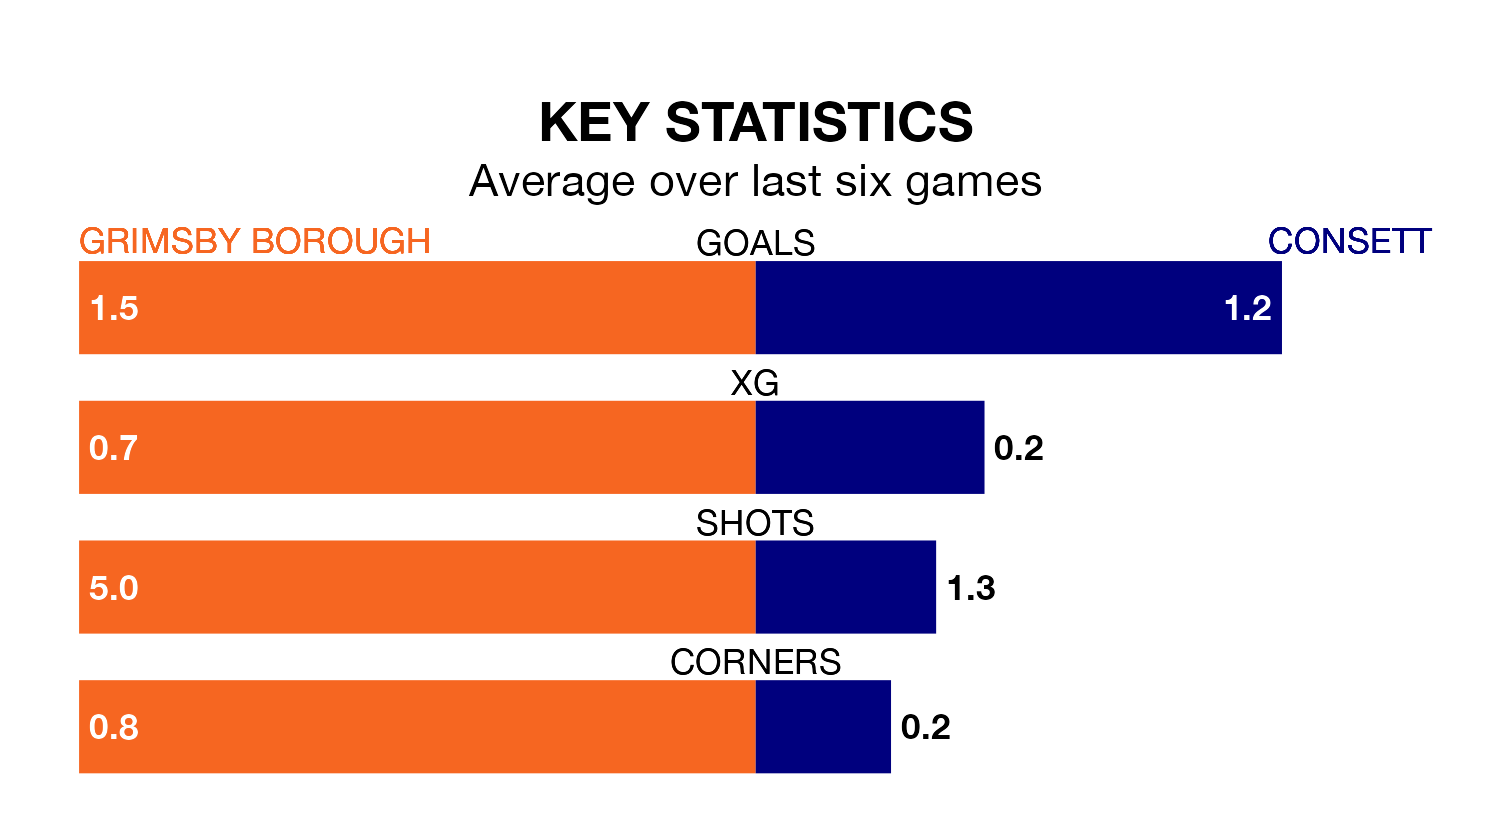 KEY STATISTICS
Average over last six games
GRIMSBY BOROUGH GOALS CONSETT
1.5 1.2
XG
0.7 0.2
SHOTS
5.0 1.3
CORNERS
0.8 0.2